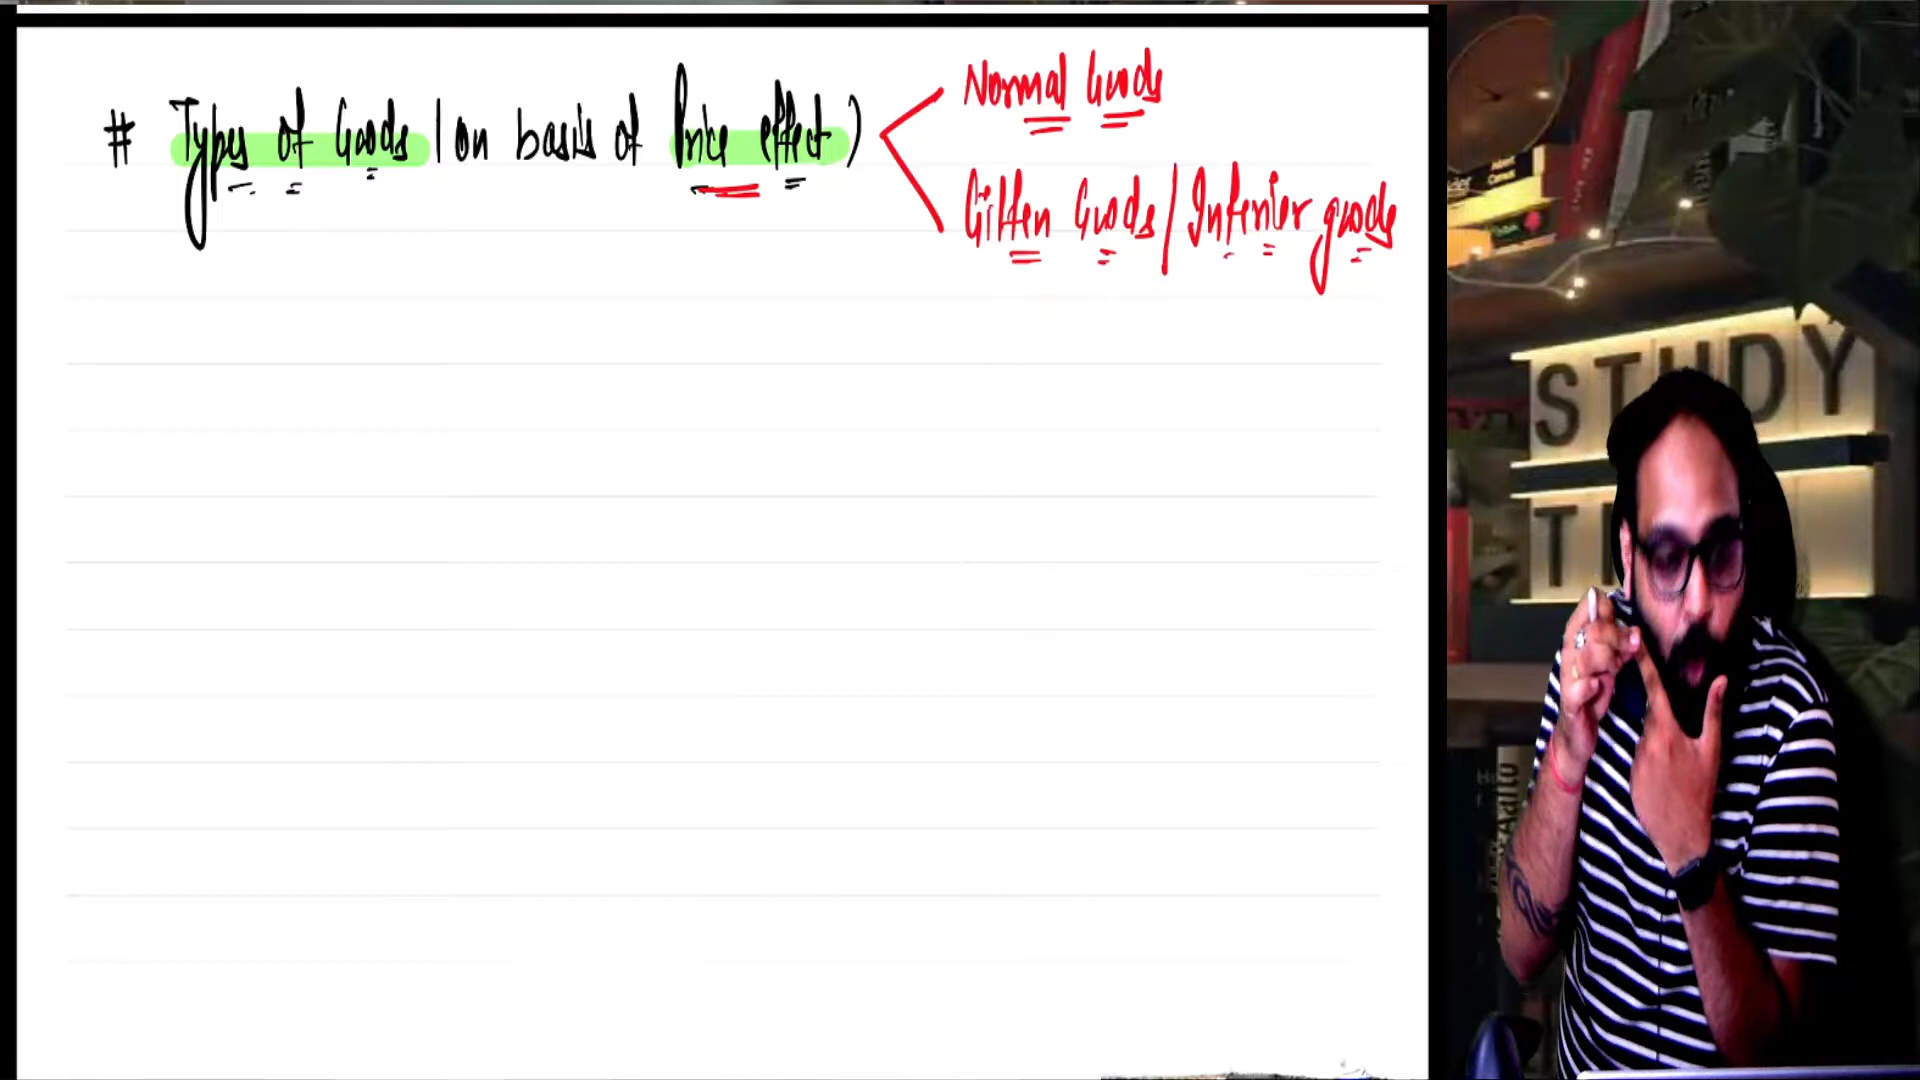 # Types of Goods (on basis of Price effect)
Normal Goods
Giffen Goods / Inferior goods
STUDY